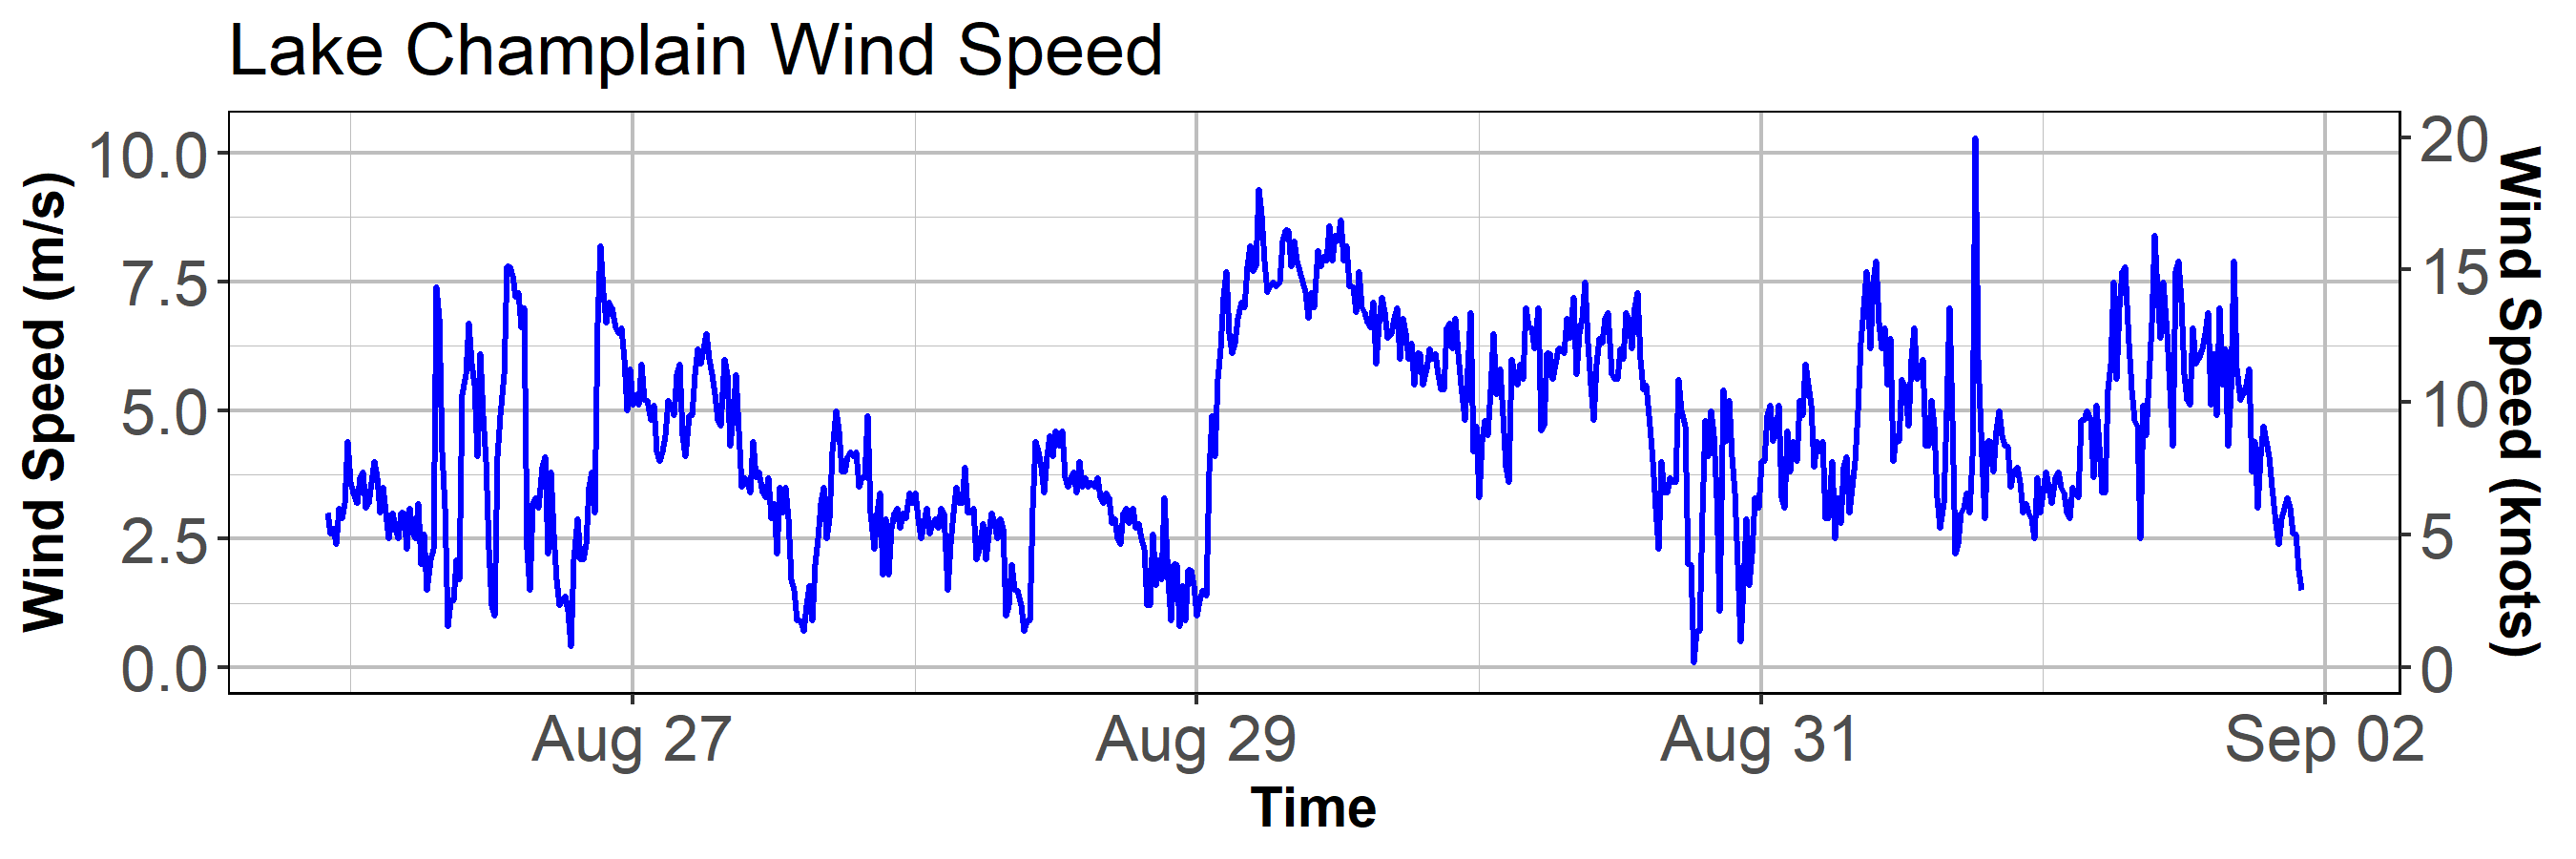 Lake Champlain Wind Speed
Wind Speed (m/s)
10.0
7.5
5.0
2.5
0.0
20
15
10
5
0
Wind Speed (knots)
Aug 27
Aug 29
Aug 31
Sep 02
Time